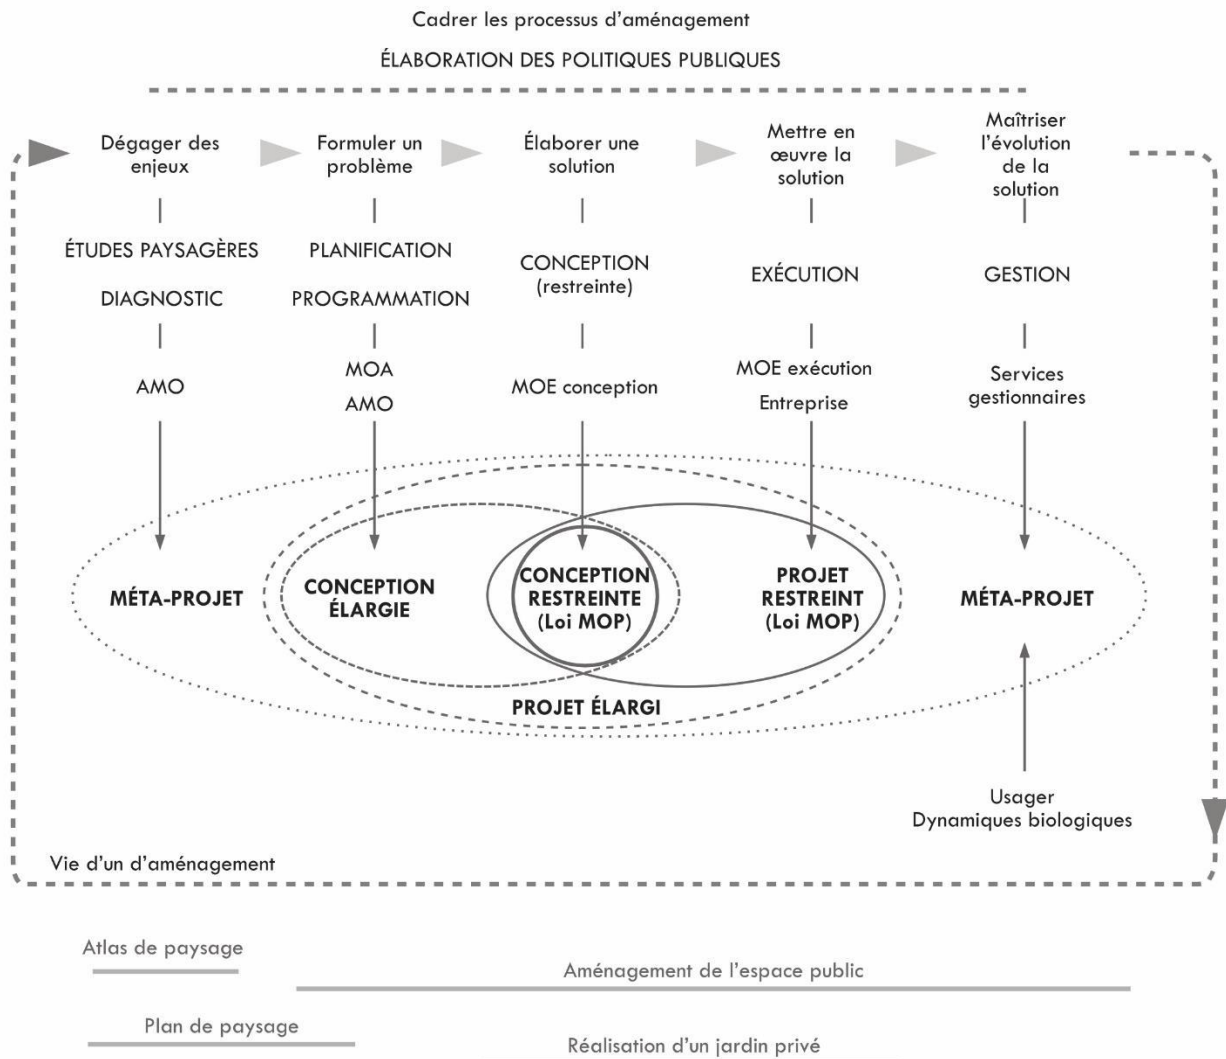 Cadrer les processus d'aménagement
ÉLABORATION DES POLITIQUES PUBLIQUES
Dégager des
enjeux
Formuler un
problème
Élaborer une
solution
Mettre en
œuvre la
solution
Maîtriser
l'évolution
de la
solution
ÉTUDES PAYSAGÈRES
DIAGNOSTIC
PLANIFICATION
PROGRAMMATION
CONCEPTION
(restreinte)
EXÉCUTION
GESTION
AMO
MOA
AMO
MOE conception
MOE exécution
Entreprise
Services
gestionnaires
MÉTA-PROJET
CONCEPTION
ÉLARGIE
CONCEPTION
RESTREINTE
(Loi MOP)
PROJET
RESTREINT
(Loi MOP)
MÉTA-PROJET
PROJET ÉLARGI
Usager
Dynamiques biologiques
Vie d'un d'aménagement
Atlas de paysage
Aménagement de l'espace public
Plan de paysage
Réalisation d'un jardin privé